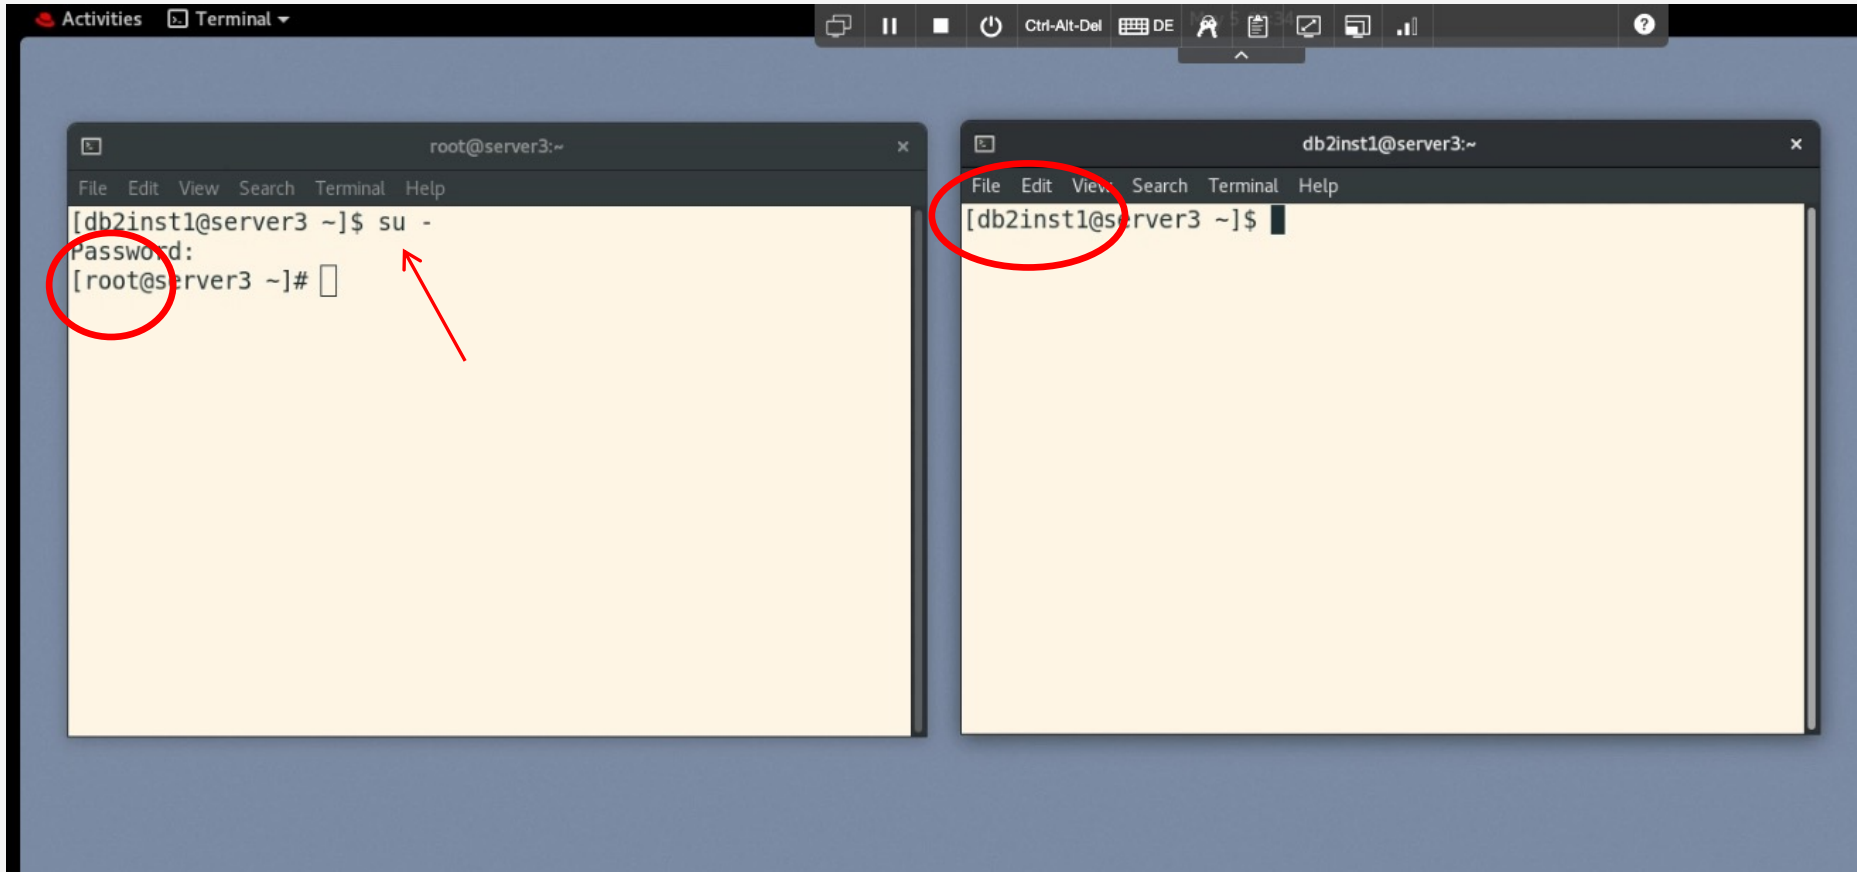 Activities Terminal
Ctrl-Alt-Del DE
root@server3:~
File Edit View Search Terminal Help
[db2inst1@server3 ~]$ su -
Password:
[root@server3 ~]#
db2inst1@server3:~
File Edit View Search Terminal Help
[db2inst1@server3 ~]$